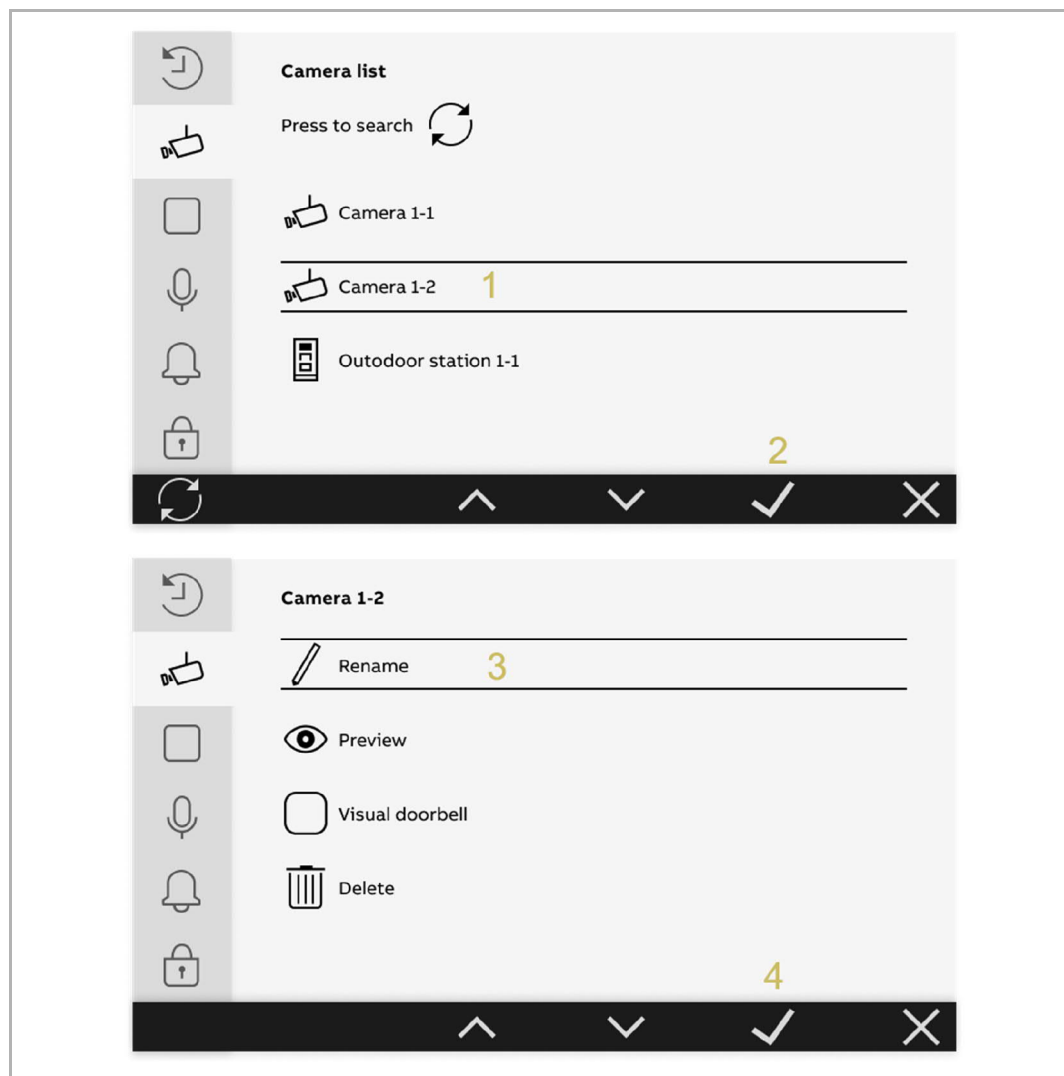 Camera list
Press to search
Camera 1-1
Camera 1-2 1
Outodoor station 1-1
2
Camera 1-2
Rename 3
Preview
Visual doorbell
Delete
4